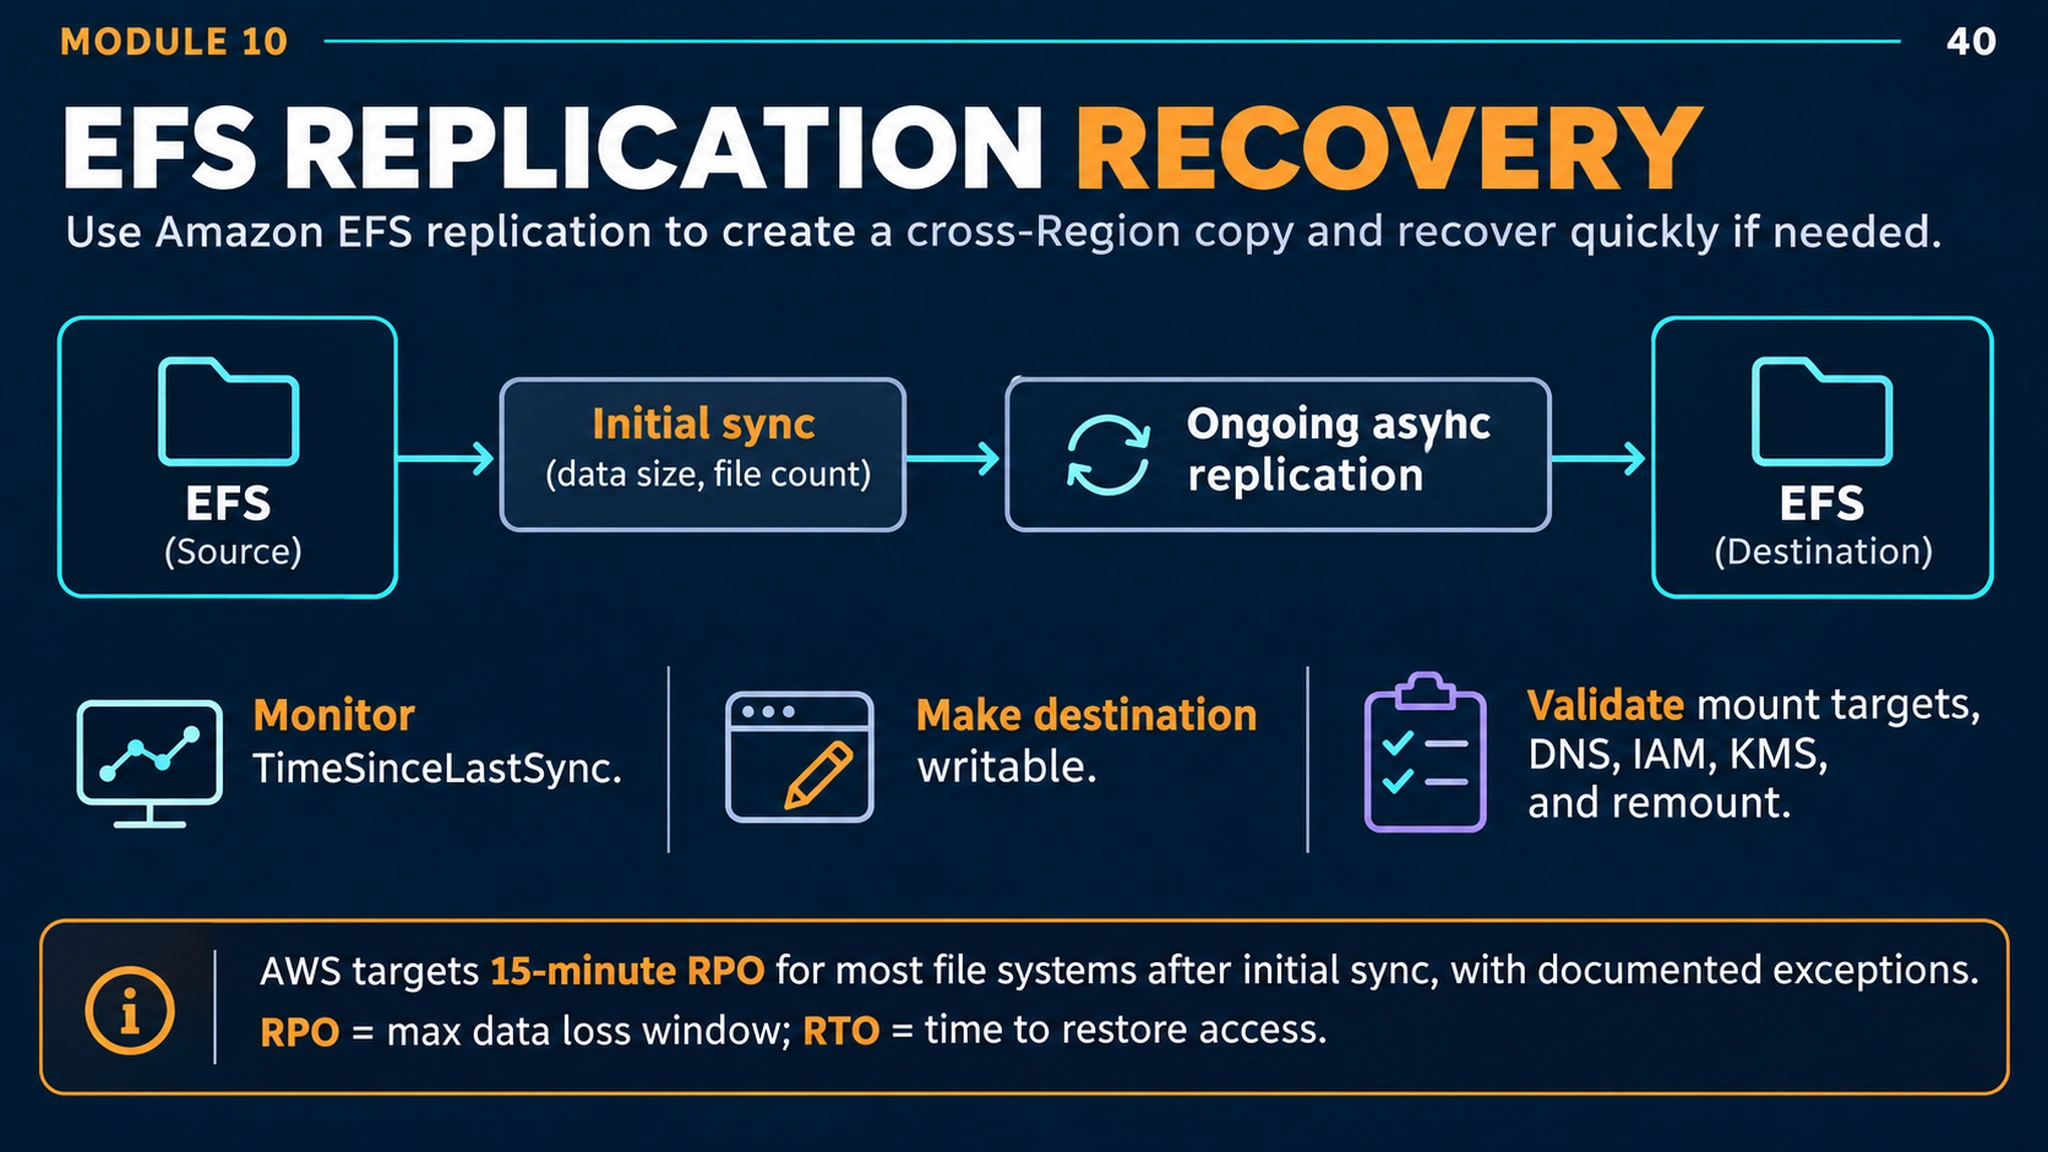 MODULE 10
40
EFS REPLICATION RECOVERY
Use Amazon EFS replication to create a cross-Region copy and recover quickly if needed.
EFS
(Source)
Initial sync
(data size, file count)
Ongoing async
replication
EFS
(Destination)
Monitor
TimeSinceLastSync.
Make destination
writable.
Validate mount targets,
DNS, IAM, KMS,
and remount.
AWS targets 15-minute RPO for most file systems after initial sync, with documented exceptions.
RPO = max data loss window; RTO = time to restore access.